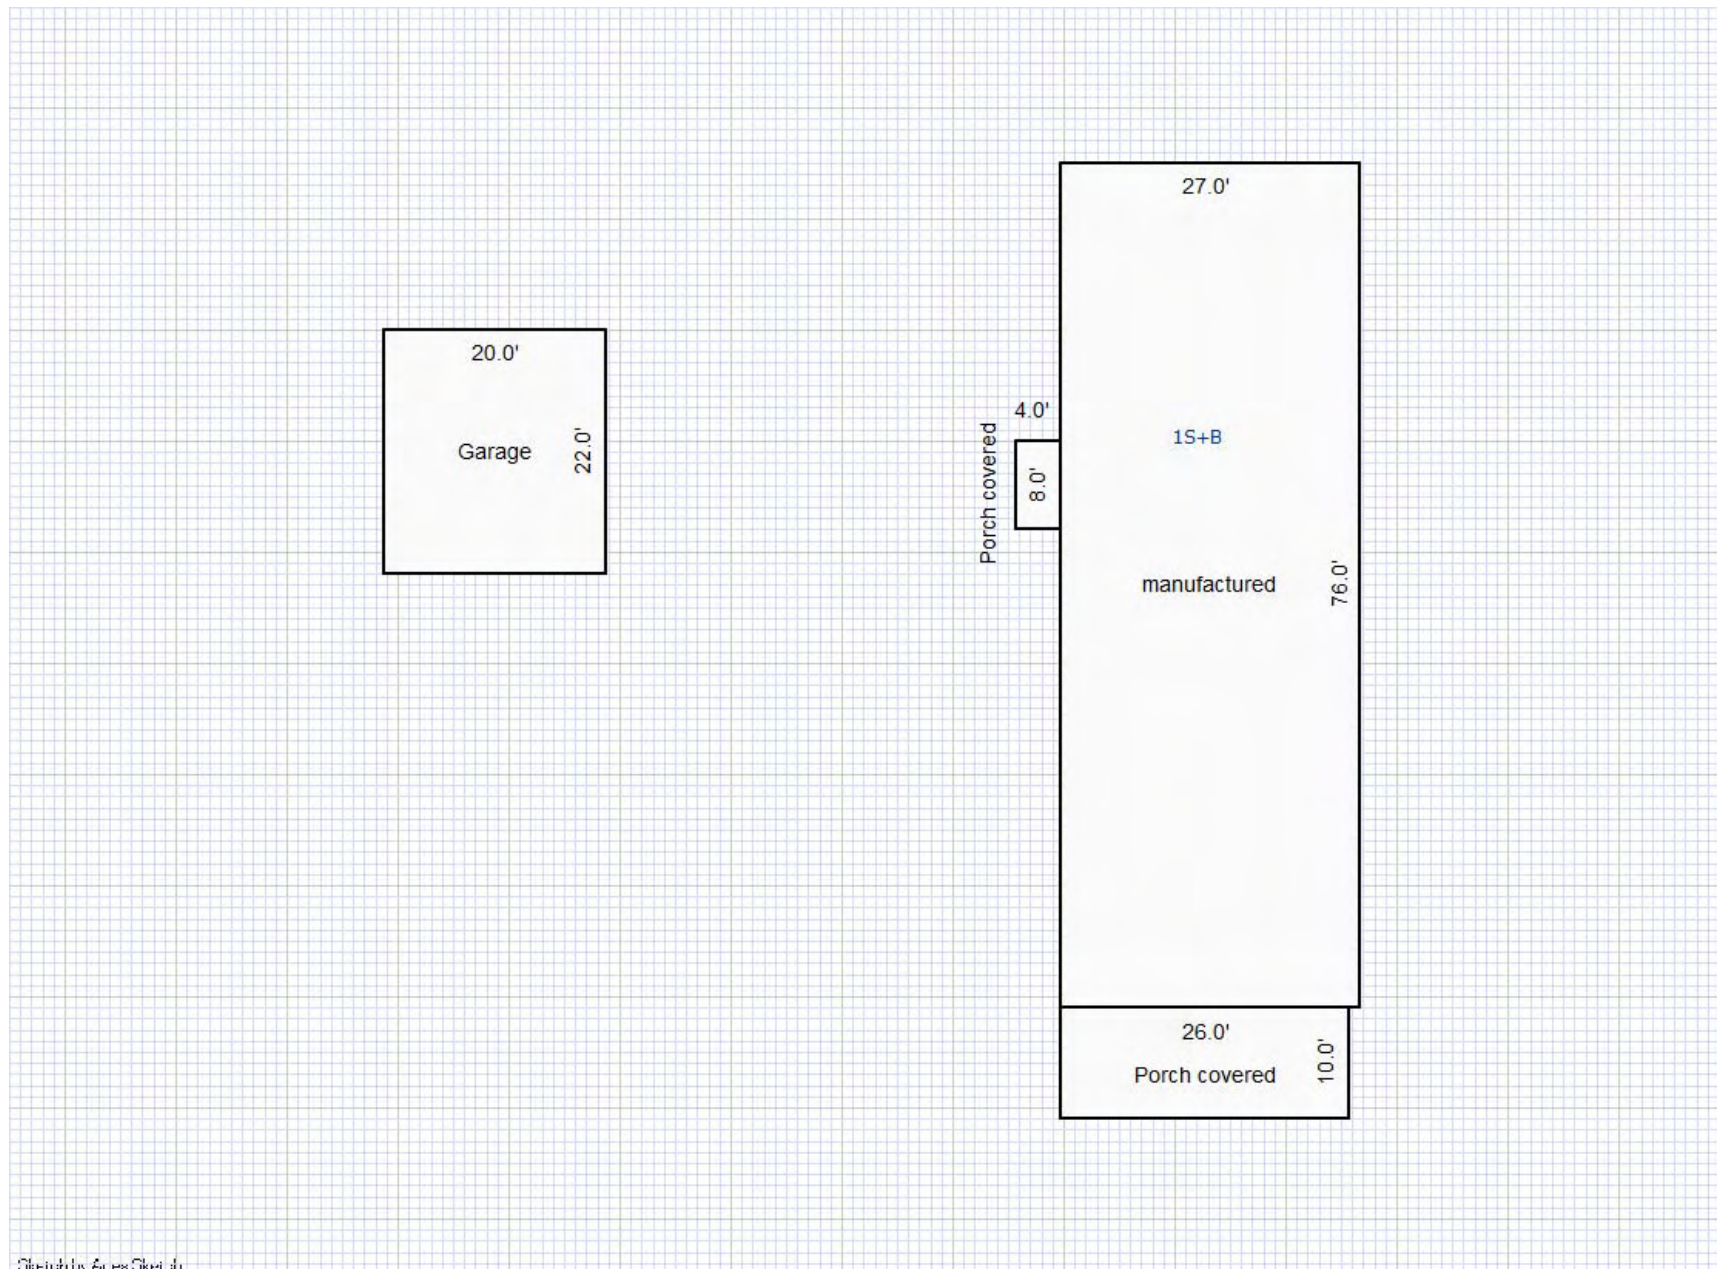 27.0'
20.0'
4.0'
Porch covered
1S+B
Garage
22.0'
8.0'
manufactured
76.0'
26.0'
10.0'
Porch covered